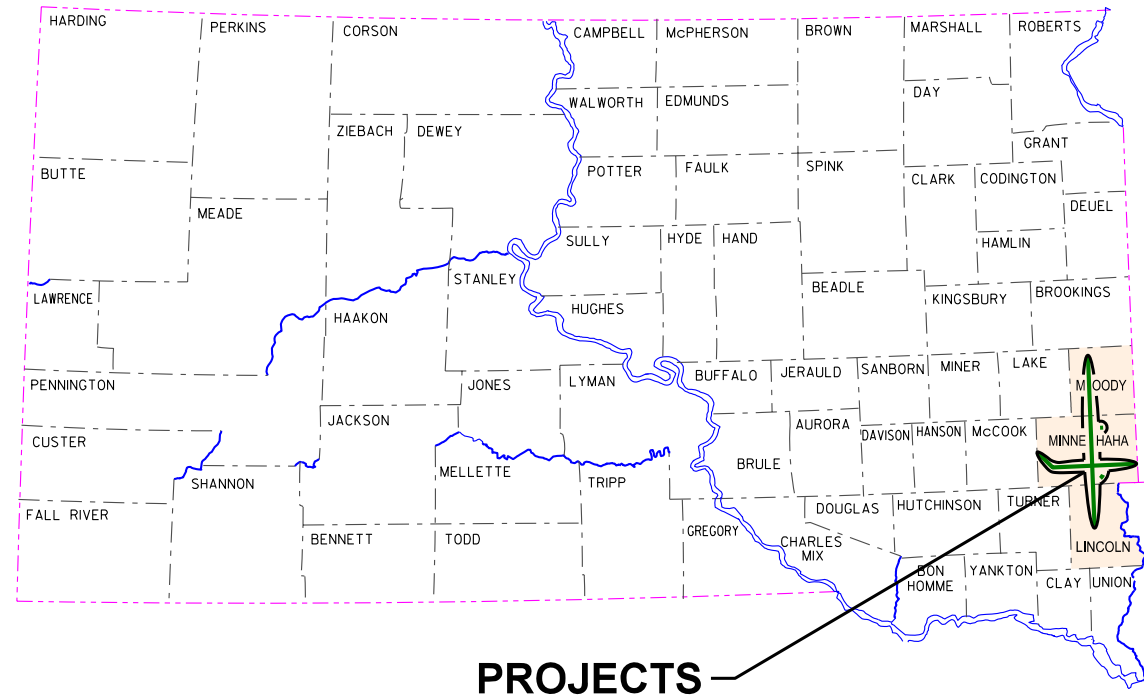 HARDING
PERKINS
CORSON
CAMPBELL
McPHERSON
BROWN
MARSHALL
ROBERTS
WALWORTH
EDMUNDS
DAY
ZIEBACH
DEWEY
GRANT
BUTTE
POTTER
FAULK
SPINK
CLARK
CODINGTON
MEADE
DEUEL
SULLY
HYDE
HAND
HAMLIN
STANLEY
LAWRENCE
HAAKON
HUGHES
BEADLE
KINGSBURY
BROOKINGS
PENNINGTON
JONES
LYMAN
BUFFALO
JERAULD
SANBORN
MINER
LAKE
MOODY
CUSTER
JACKSON
AURORA
DAVISON
HANSON
McCOOK
MINNE HAHA
SHANNON
MELLETTE
TRIPP
BRULE
FALL RIVER
GREGORY
DOUGLAS
HUTCHINSON
TURNER
BENNETT
TODD
CHARLES
MIX
LINCOLN
BON
HOMME
YANKTON
CLAY
UNION
PROJECTS